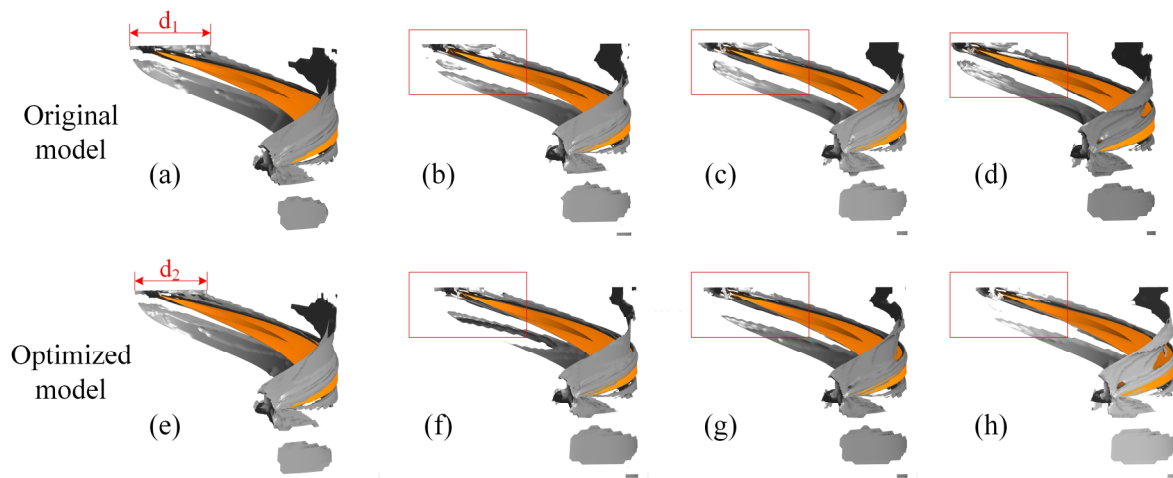 d₁
Original
model
(a)
(b)
(c)
(d)
d₂
Optimized
model
(e)
(f)
(g)
(h)